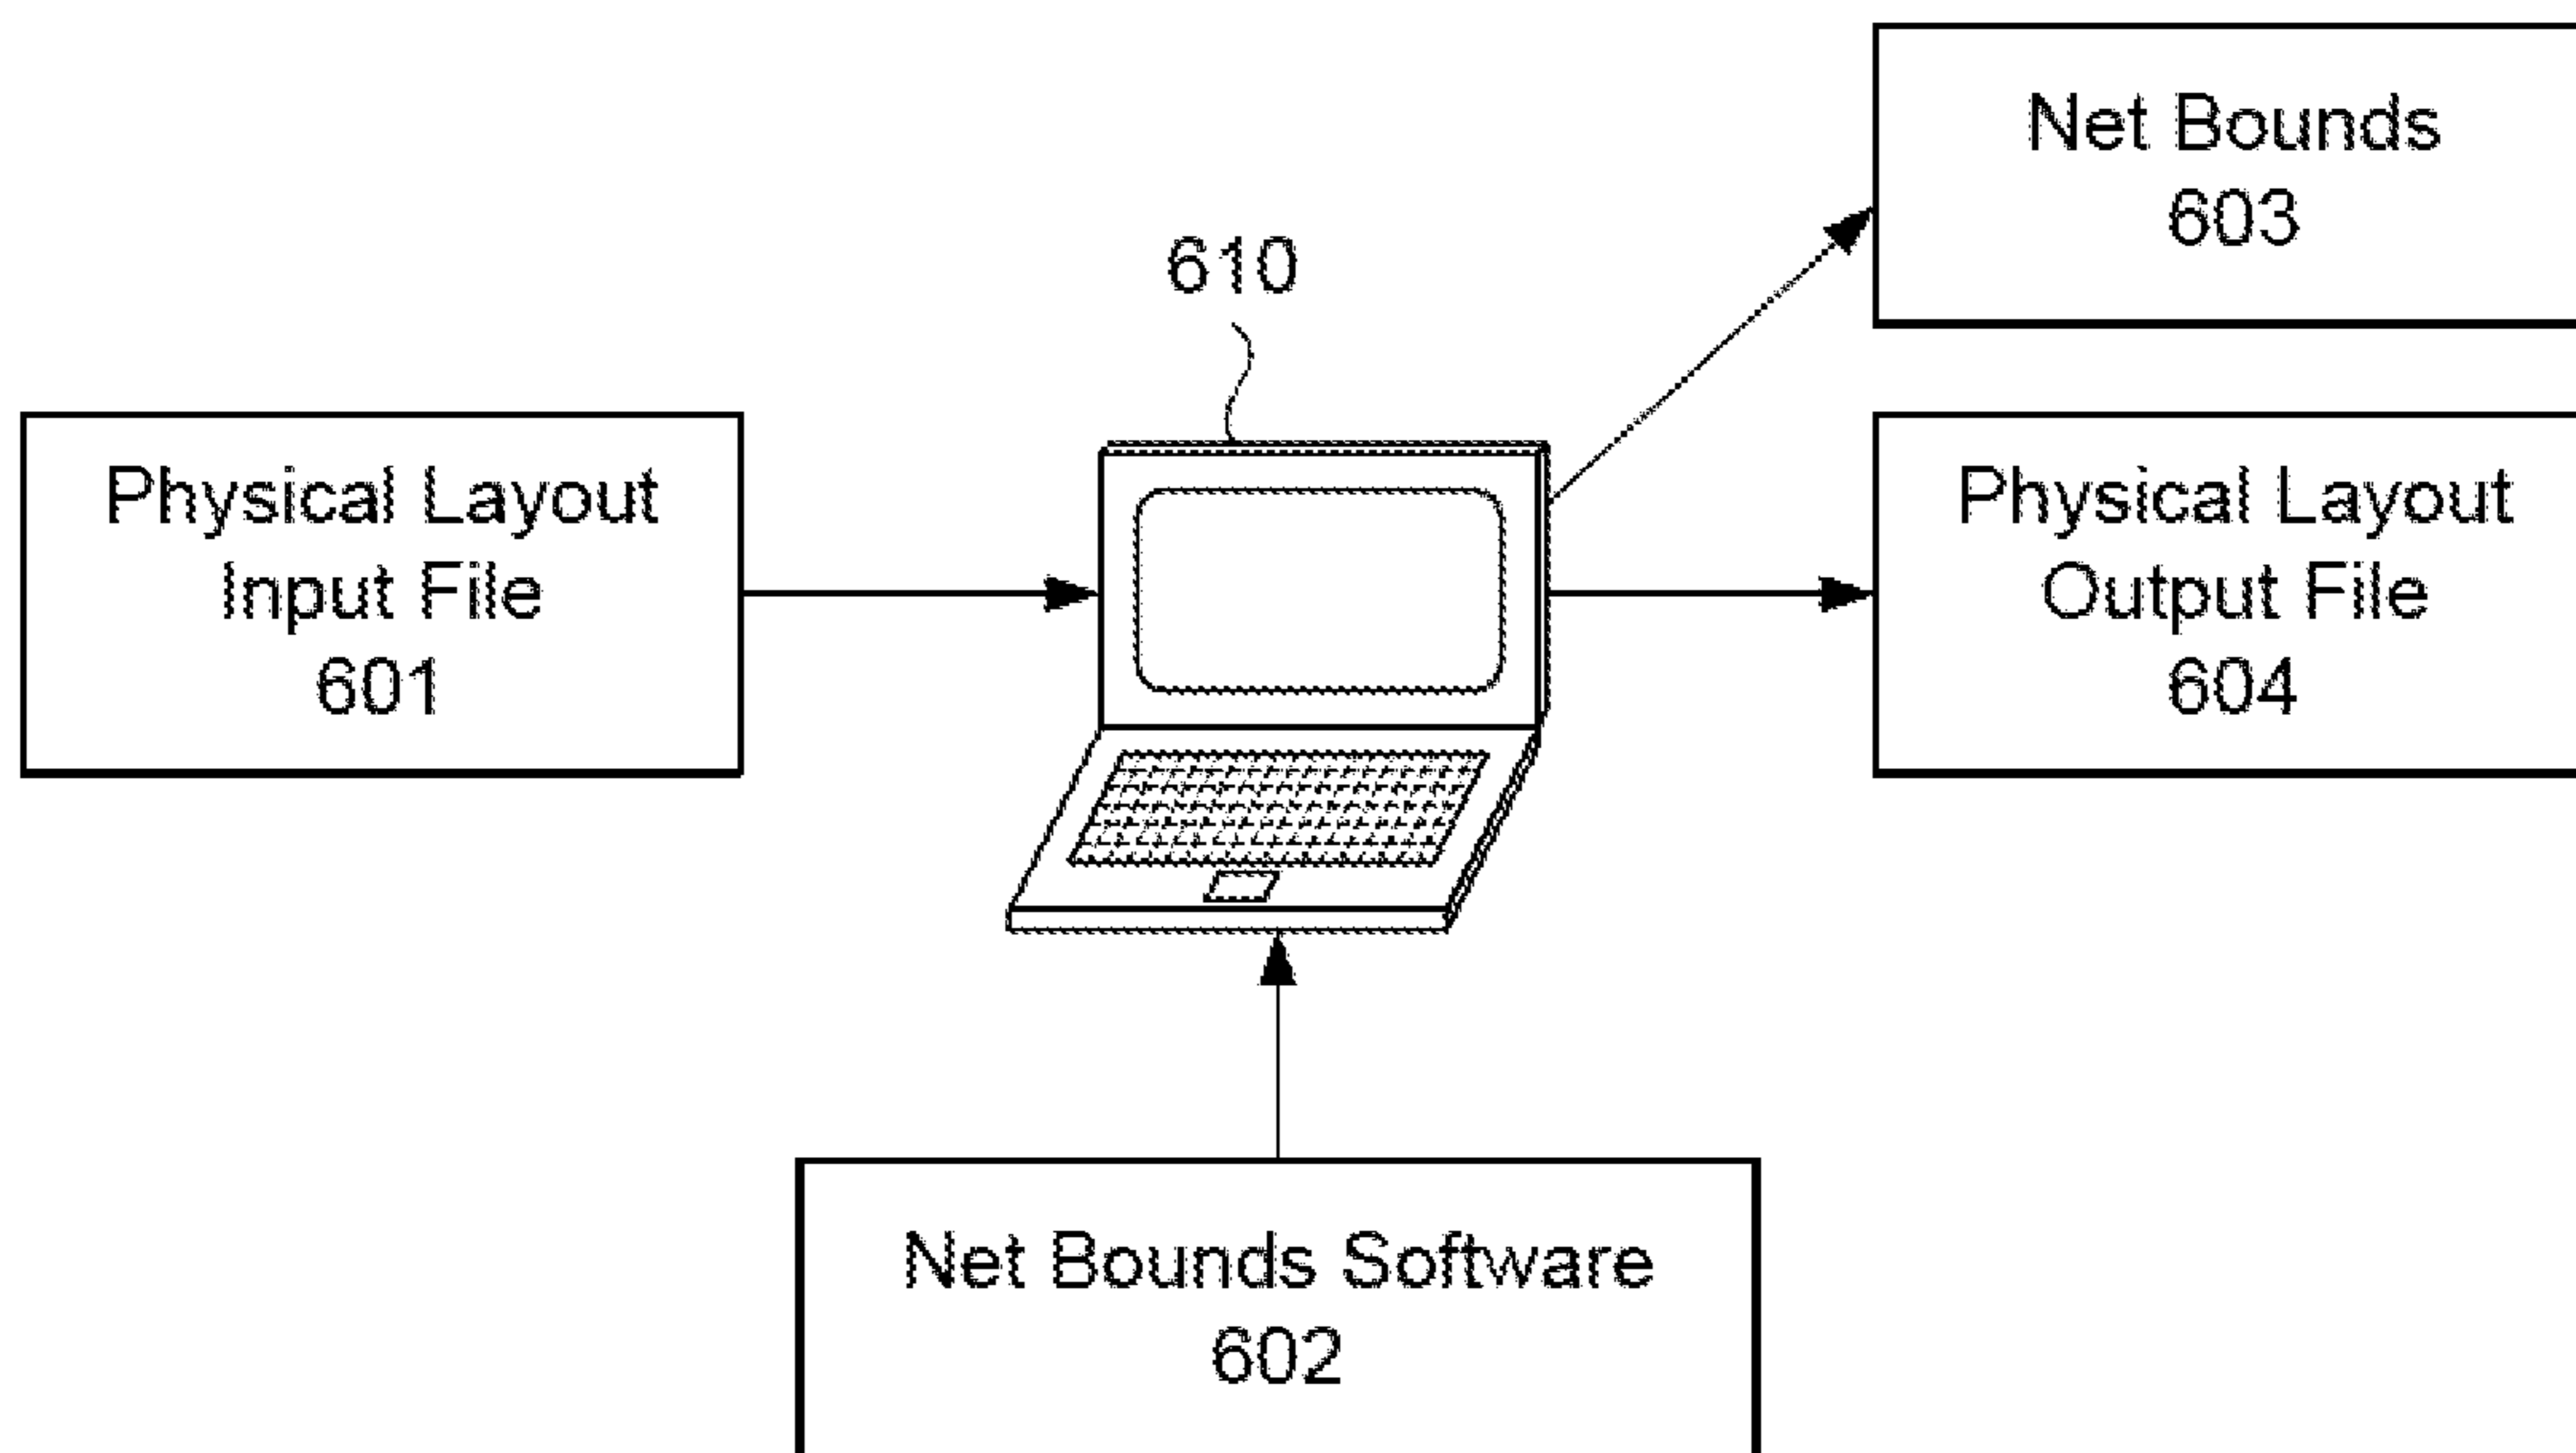 Net Bounds
603
610
Physical Layout
Input File
601
Physical Layout
Output File
604
Net Bounds Software
602